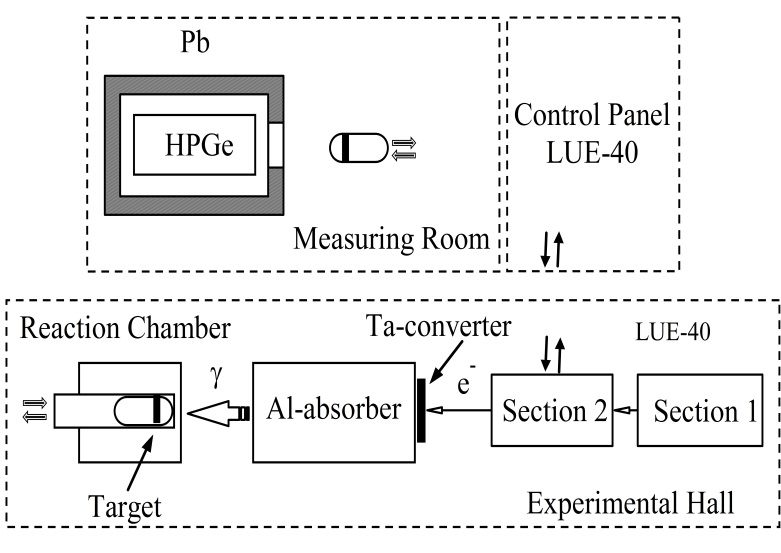 Pb
HPGe
Measuring Room
Control Panel
LUE-40
Reaction Chamber
Ta-converter
LUE-40
γ
Al-absorber
e-
Section 2
Section 1
Target
Experimental Hall